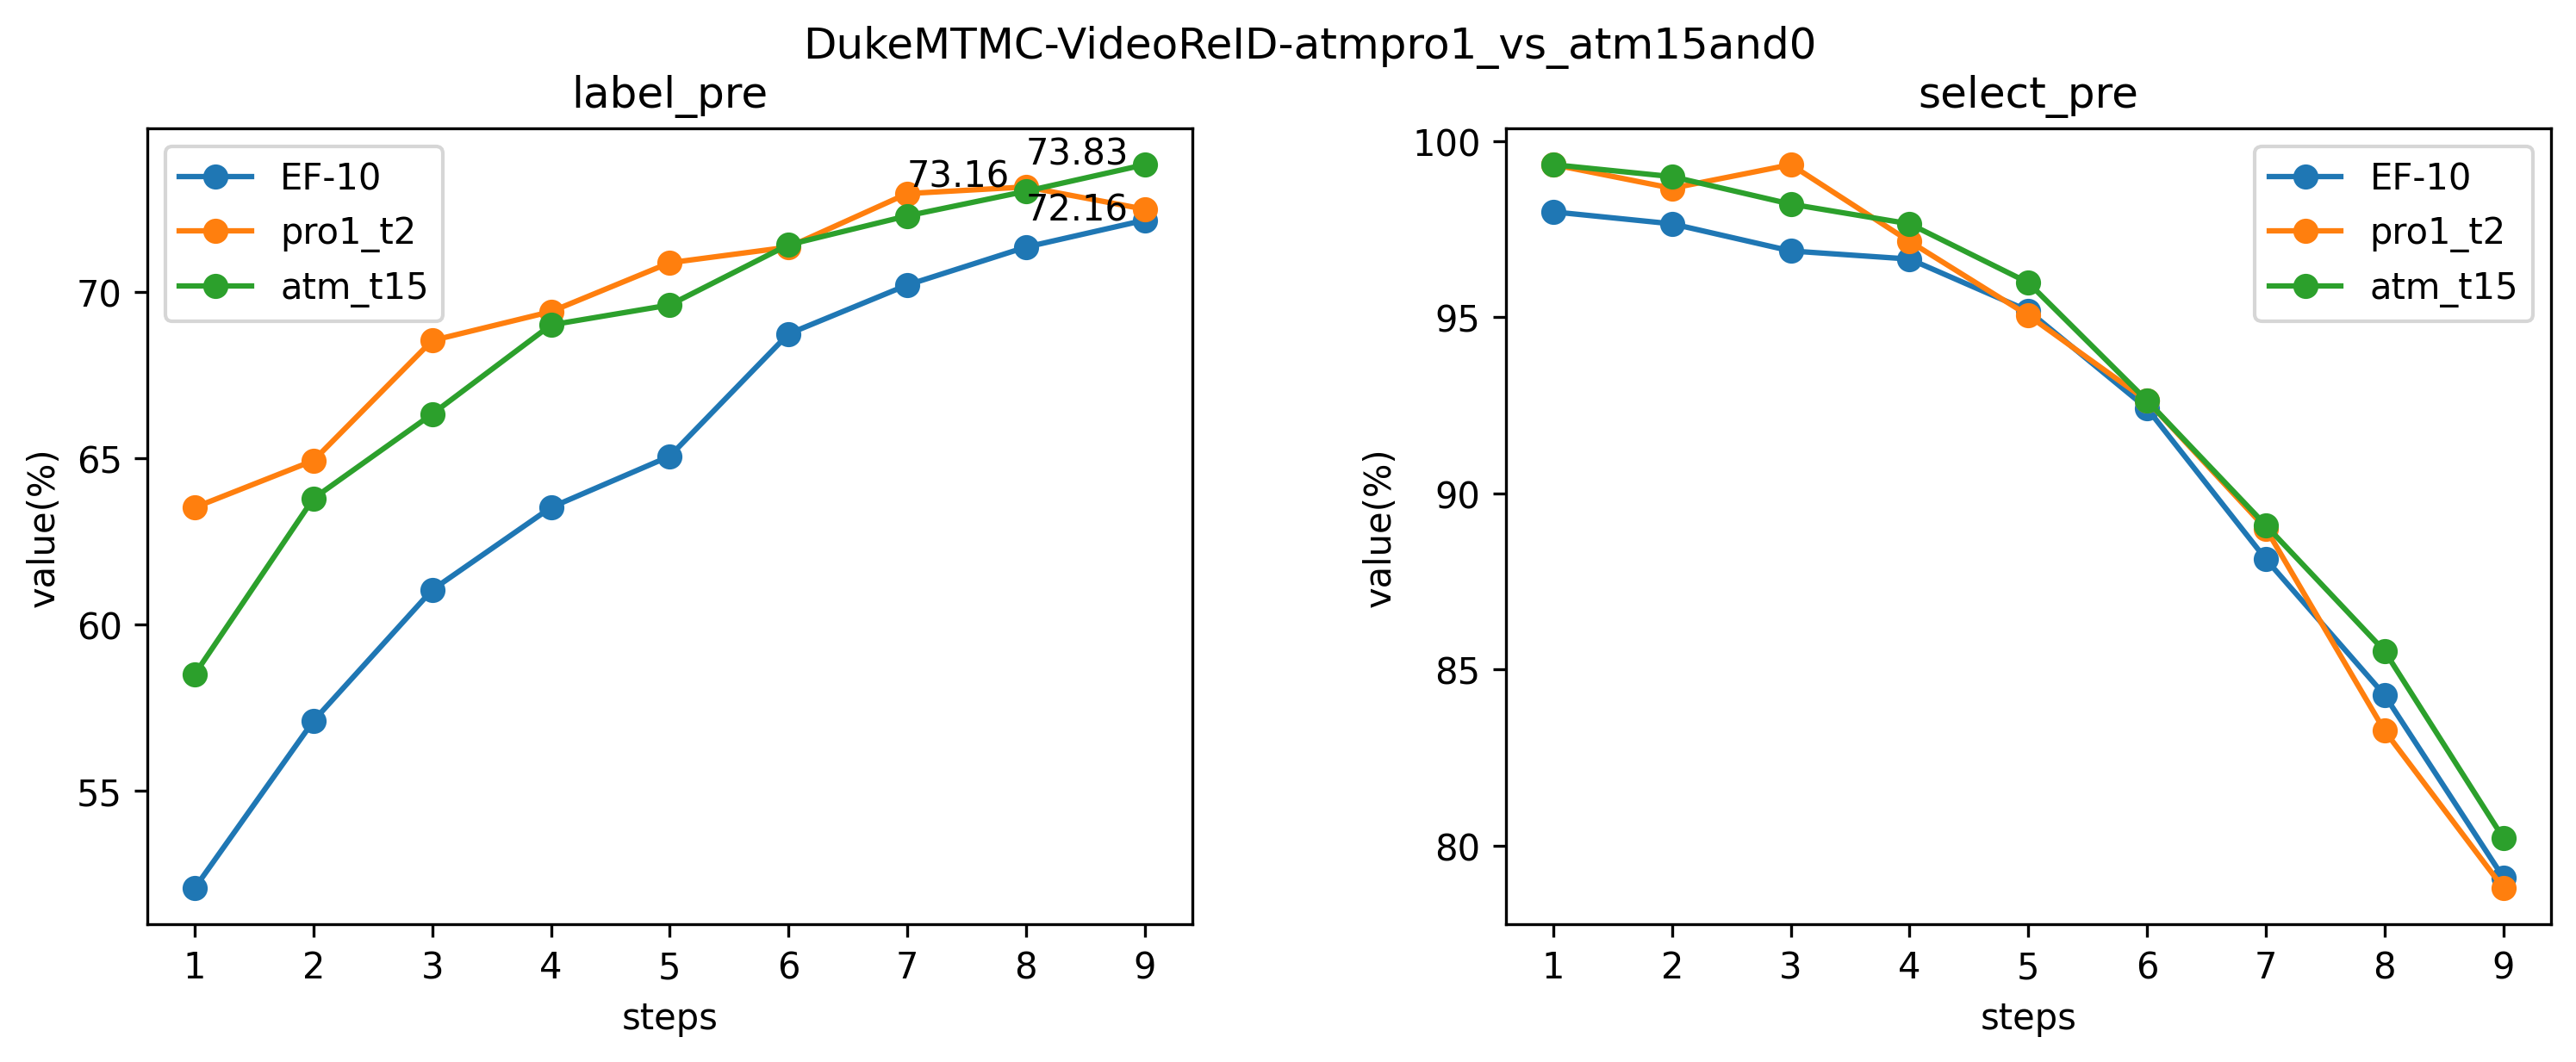 DukeMTMC-VideoReID-atmpro1_vs_atm15and0
label_pre
EF-10
pro1_t2
atm_t15
73.83
73.16
72.16
value(%)
70
65
60
55
1 2 3 4 5 6 7 8 9
steps
select_pre
EF-10
pro1_t2
atm_t15
value(%)
100
95
90
85
80
1 2 3 4 5 6 7 8 9
steps